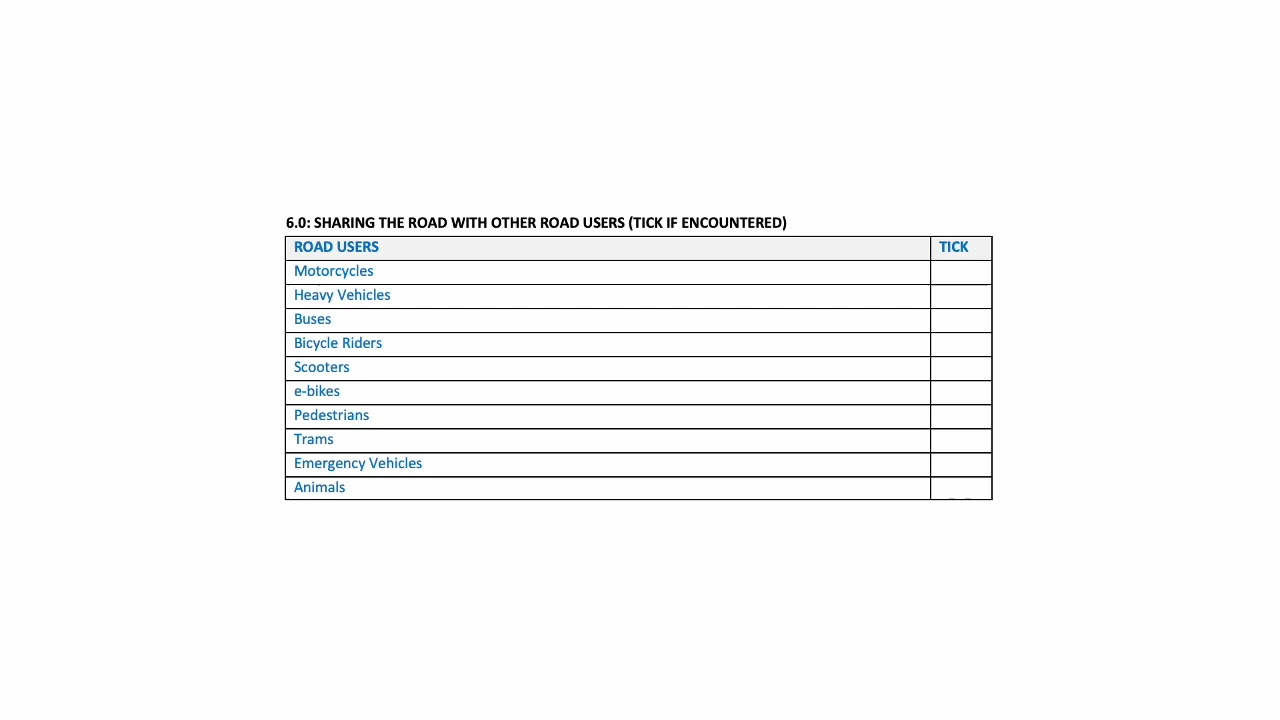 6.0: SHARING THE ROAD WITH OTHER ROAD USERS (TICK IF ENCOUNTERED)
ROAD USERS TICK
Motorcycles
Heavy Vehicles
Buses
Bicycle Riders
Scooters
e-bikes
Pedestrians
Trams
Emergency Vehicles
Animals